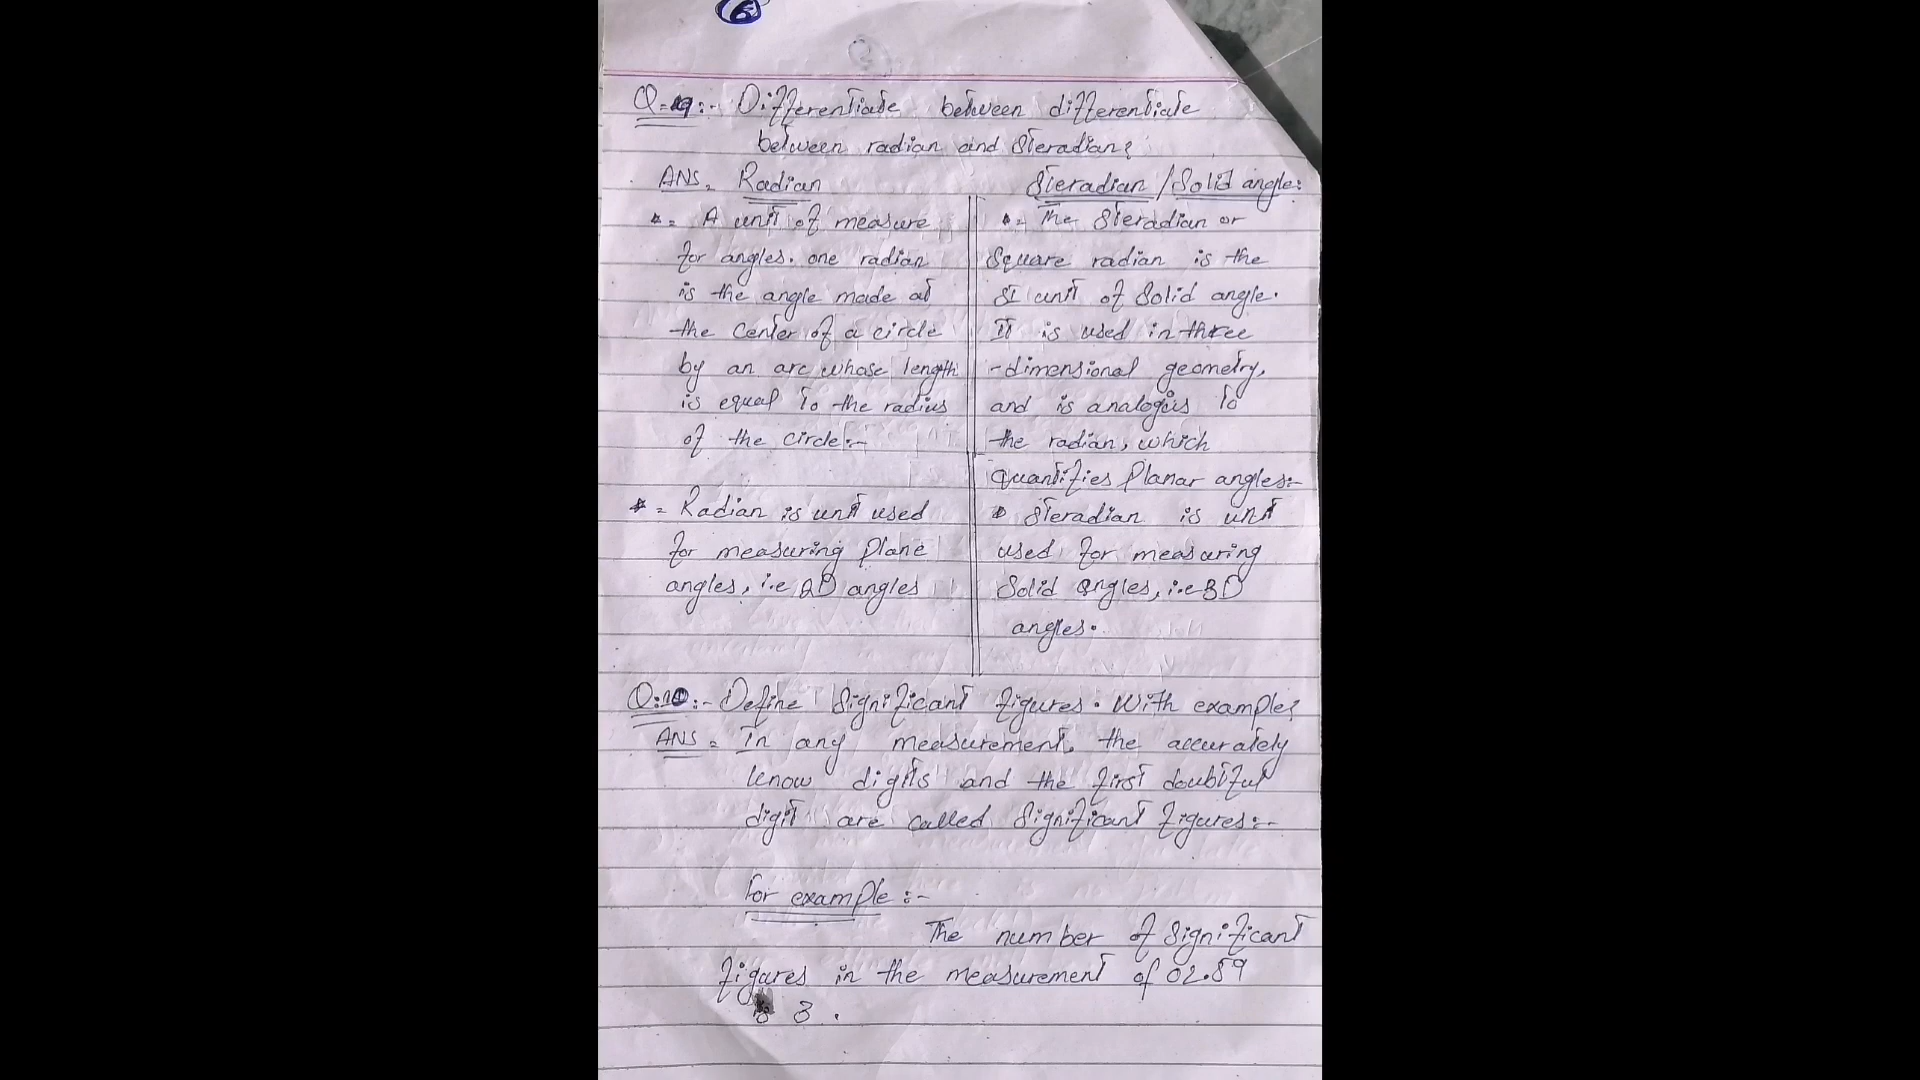 6
Q=9:- Differentiate between differentiate
between radian and steradian?
ANS = Radian
*= A unit of measure
for angles. one radian
is the angle made at
the center of a circle
by an arc whose length
is equal to the radius
of the circle:-
*= Radian is unit used
for measuring plane
angles, i.e 2D angles
Steradian / Solid angle:
*= The steradian or
Square radian is the
SI unit of Solid angle.
It is used in three
-dimensional geometry,
and is analogus to
the radian, which
quantifies Planar angles:-
* Steradian is unit
used for measuring
Solid angles, i.e 3D
angles.
Q:10:- Define Significant figures. With example?
ANS = In any measurement, the accurately
know digits and the first doubtful
digit are called Significant figures:-
for example :-
The number of Significant
figures in the measurement of 02.59
is 3.